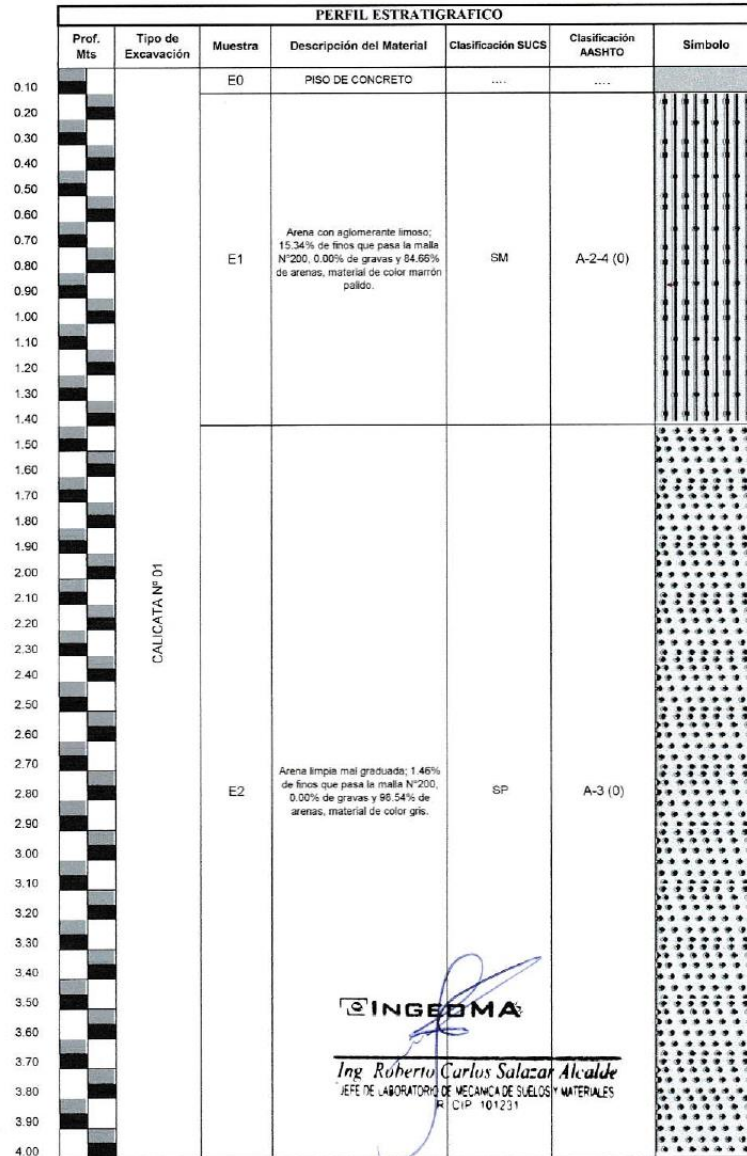 PERFIL ESTRATIGRAFICO
Prof. Mts
Tipo de Excavación
Muestra
Descripción del Material
Clasificación SUCS
Clasificación AASHTO
Símbolo
0.10
0.20
0.30
0.40
0.50
0.60
0.70
0.80
0.90
1.00
1.10
1.20
1.30
1.40
1.50
1.60
1.70
1.80
1.90
2.00
2.10
2.20
2.30
2.40
2.50
2.60
2.70
2.80
2.90
3.00
3.10
3.20
3.30
3.40
3.50
3.60
3.70
3.80
3.90
4.00
CALICATA Nº 01
E0
PISO DE CONCRETO
....
....
E1
Arena con aglomerante limoso;
15.34% de finos que pasa la malla
N°200, 0.00% de gravas y 84.66%
de arenas, material de color marrón
palido.
SM
A-2-4 (0)
E2
Arena limpia mal graduada; 1.46%
de finos que pasa la malla N°200,
0.00% de gravas y 98.54% de
arenas, material de color gris.
SP
A-3 (0)
INGEOMA
Ing. Roberto Carlos Salazar Alcalde
JEFE DE LABORATORIO DE MECANICA DE SUELOS Y MATERIALES
R. CIP 101231